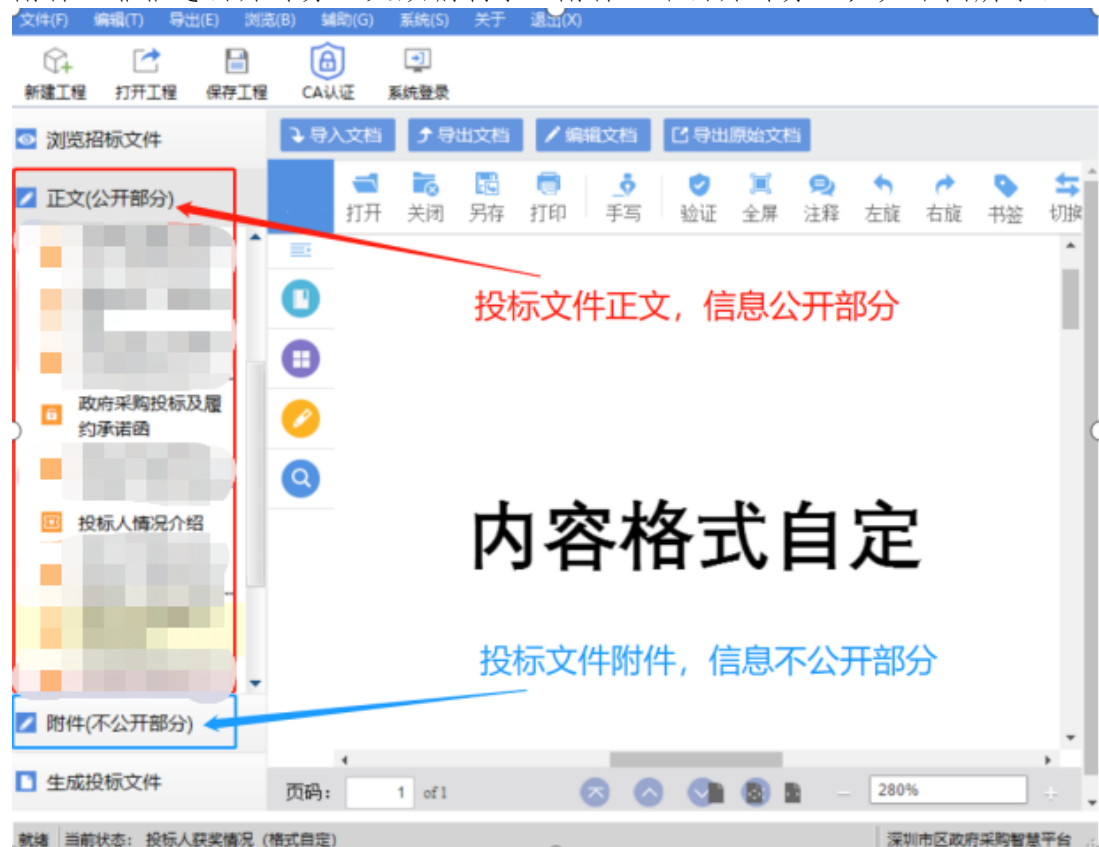 文件(F) 编辑(T) 导出(E) 浏览(B) 辅助(G) 系统(S) 关于 退出(X)
新建工程 打开工程 保存工程 CA认证 系统登录
浏览招标文件
导入文档 导出文档 编辑文档 导出原始文档
正文(公开部分)
打开 关闭 另存 打印 手写 验证 全屏 注释 左旋 右旋 书签 切换
投标文件正文，信息公开部分
政府采购投标及履
约承诺函
投标人情况介绍
内容格式自定
投标文件附件，信息不公开部分
附件(不公开部分)
生成投标文件
页码： 1 of 1 280%
就绪 当前状态： 投标人获奖情况（格式自定） 深圳市区政府采购智慧平台